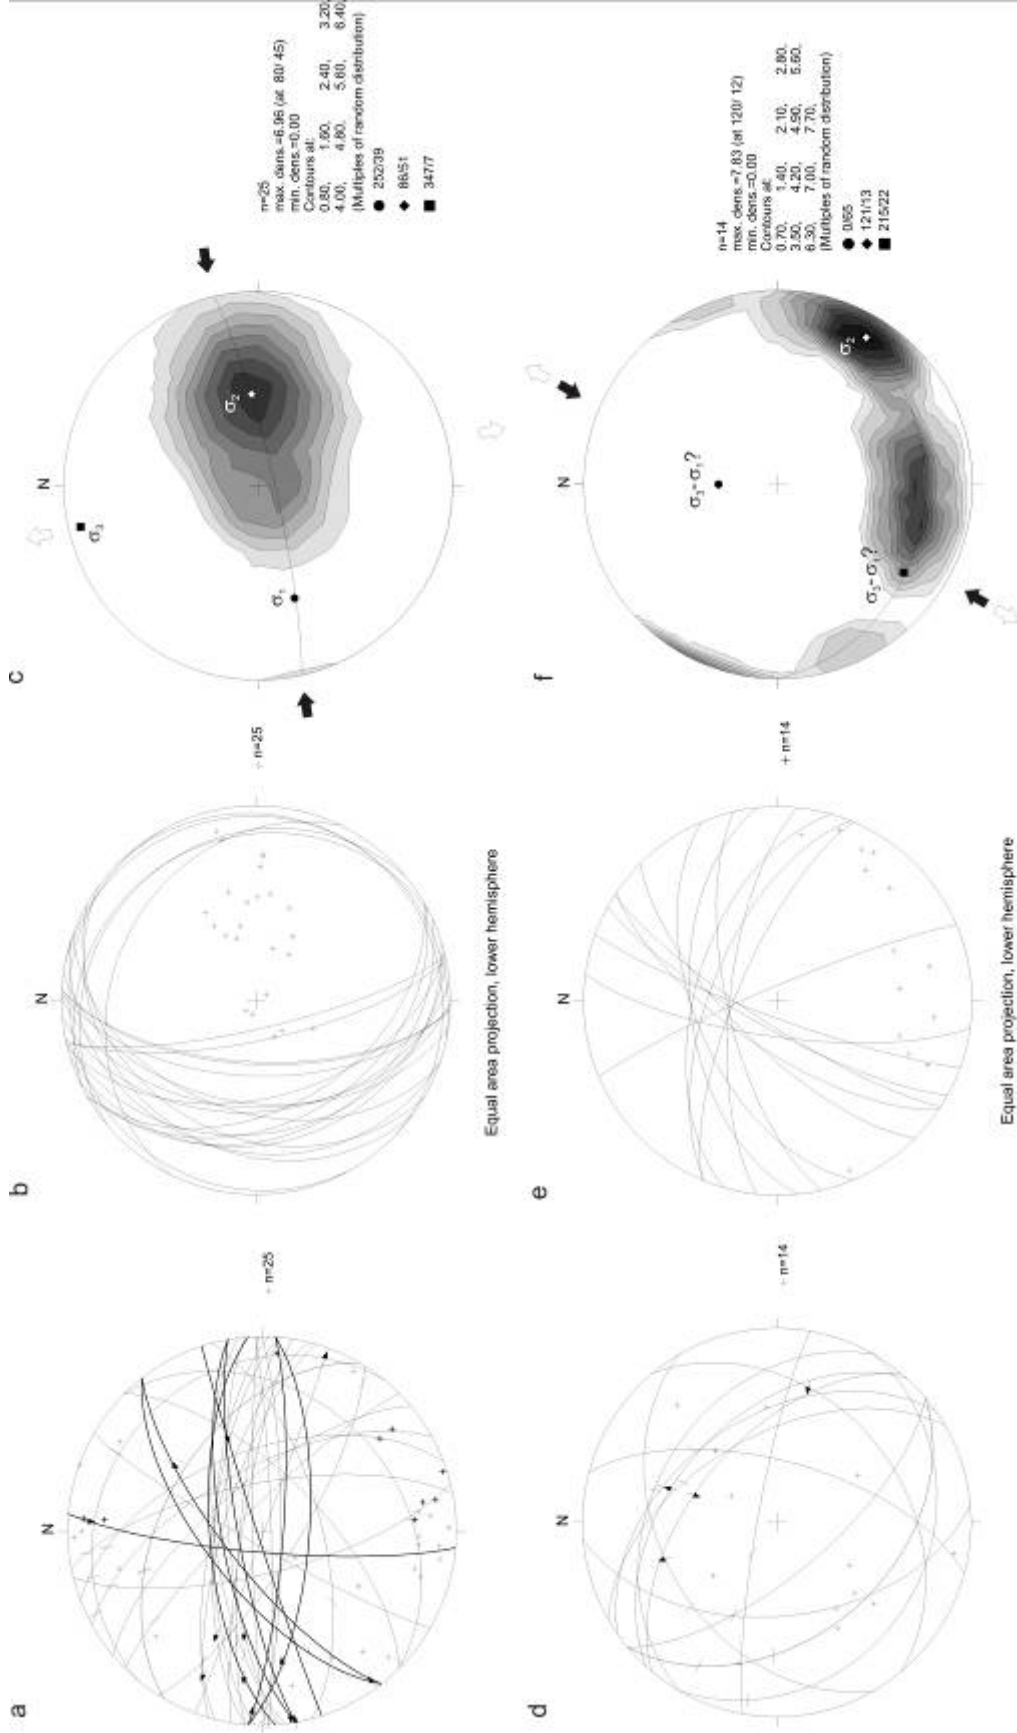 a
N
+ n=25
b
N
+ n=25
Equal area projection, lower hemisphere
c
N
σ₃
σ₂
σ₁
n=25
max. dens.=6.96 (at 80/ 45)
min. dens.=0.00
Contours at:
0.80, 1.60, 2.40, 3.20,
4.00, 4.80, 5.60, 6.40,
(Multiples of random distribution)
252/39
86/51
347/7
d
N
+ n=14
e
N
+ n=14
Equal area projection, lower hemisphere
f
N
σ₃-σ₁?
σ₂
σ₃-σ₁?
n=14
max. dens.=7.83 (at 120/ 12)
min. dens.=0.00
Contours at:
0.70, 1.40, 2.10, 2.80,
3.50, 4.20, 4.90, 5.60,
6.30, 7.00, 7.70,
(Multiples of random distribution)
0/65
121/13
215/22